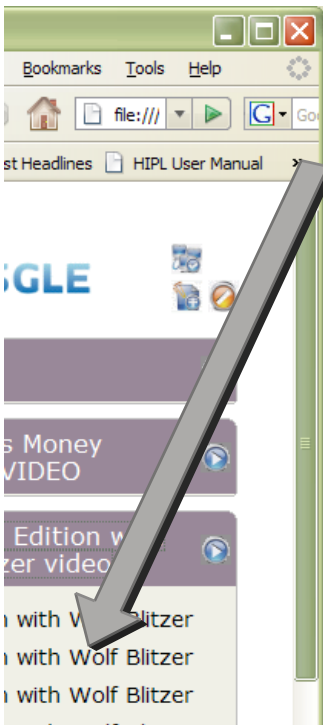 Bookmarks Tools Help
file:///
G
st Headlines HIPL User Manual »
GLE
s Money
VIDEO
Edition
zer video
with Blitzer
with Wolf Blitzer
with Wolf Blitzer